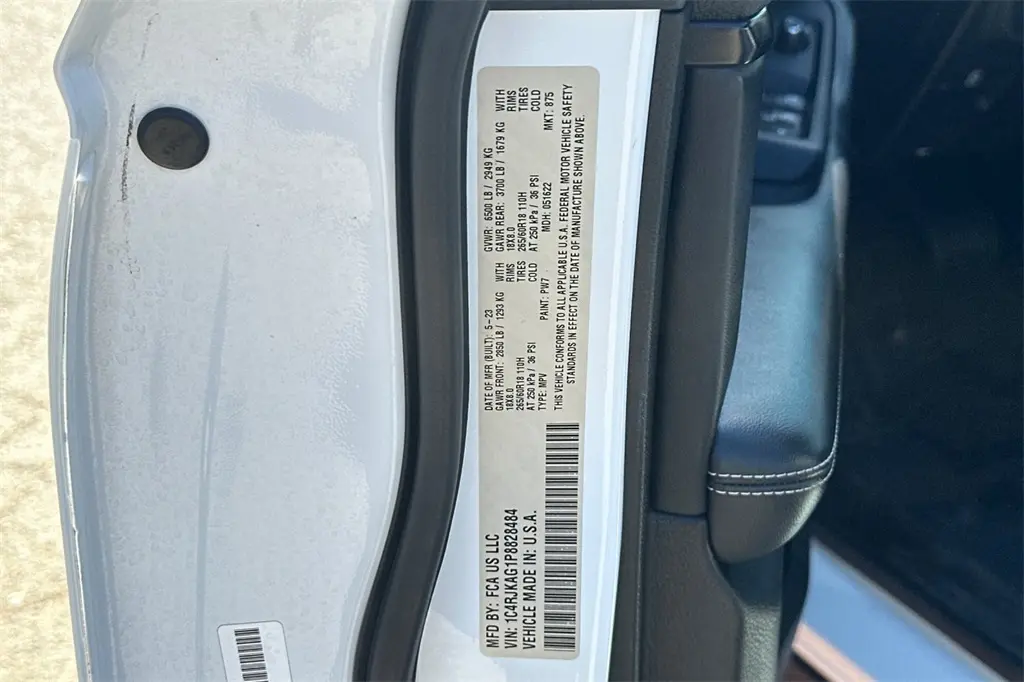 MFD BY: FCA US LLC
VIN: 1C4RJKAG1P8828484
VEHICLE MADE IN: U.S.A.
DATE OF MFR (BUILT): 5-23
GAWR FRONT: 2850 LB / 1293 KG WITH
18X8.0 RIMS
265/60R18 110H TIRES
AT 250 kPa / 36 PSI COLD
TYPE: MPV PAINT: PW7
GVWR: 6500 LB / 2949 KG
GAWR REAR: 3700 LB / 1679 KG WITH
18X8.0 RIMS
265/60R18 110H TIRES
AT 250 kPa / 36 PSI COLD
MDH: 051622 MKT: 875
THIS VEHICLE CONFORMS TO ALL APPLICABLE U.S.A. FEDERAL MOTOR VEHICLE SAFETY
STANDARDS IN EFFECT ON THE DATE OF MANUFACTURE SHOWN ABOVE.